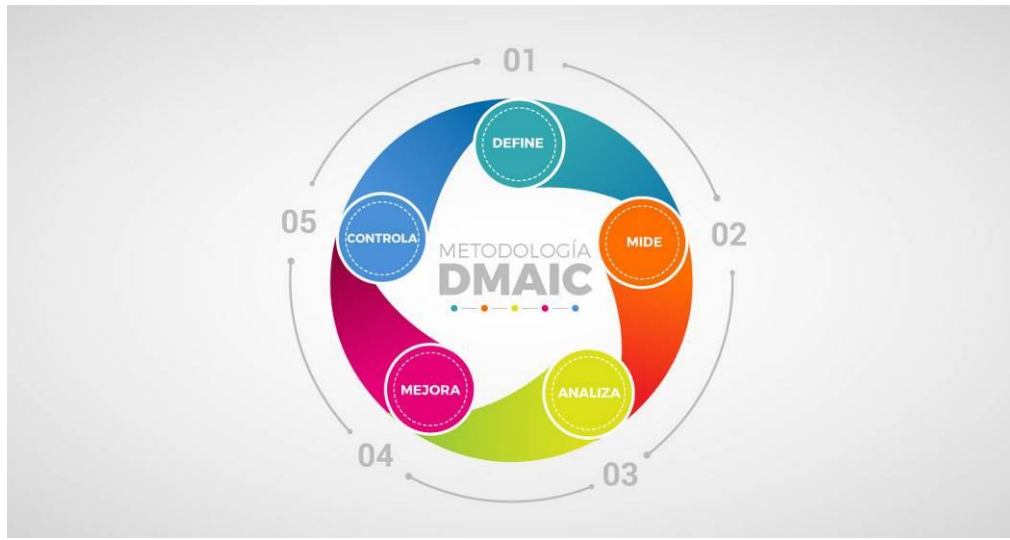 01
DEFINE
02
MIDE
03
ANALIZA
04
MEJORA
05
CONTROLA
METODOLOGÍA
DMAIC